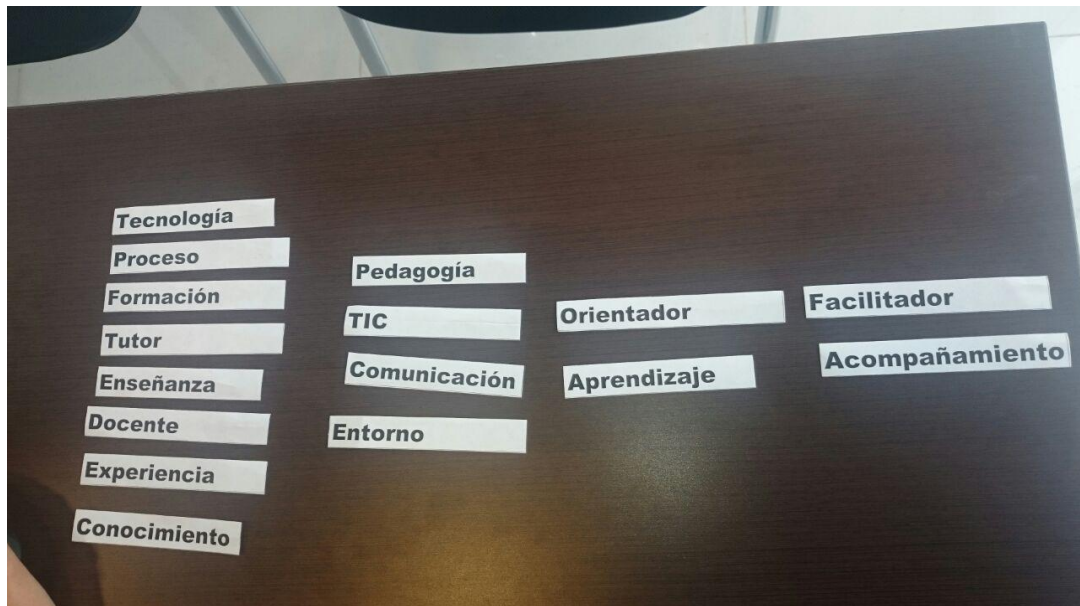 Tecnología
Proceso
Formación
Tutor
Enseñanza
Docente
Experiencia
Conocimiento
Pedagogía
TIC
Comunicación
Entorno
Orientador
Aprendizaje
Facilitador
Acompañamiento